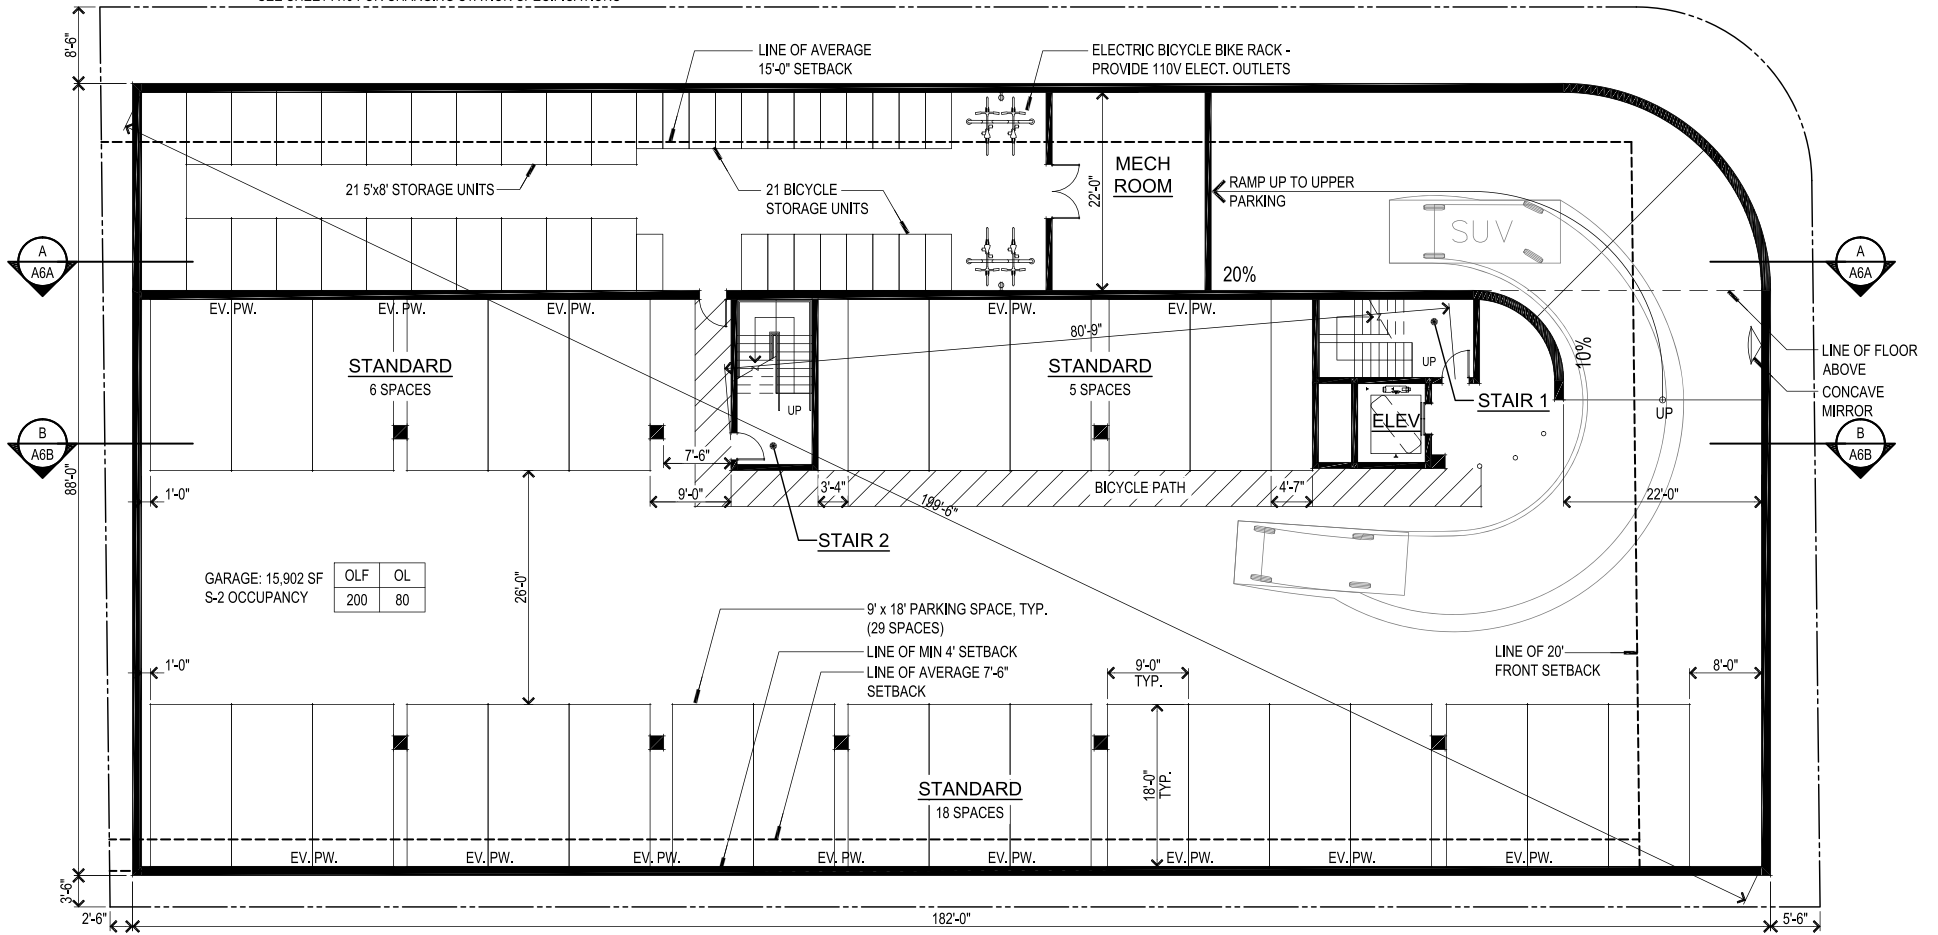 8'-6"
LINE OF AVERAGE
15'-0" SETBACK
ELECTRIC BICYCLE BIKE RACK -
PROVIDE 110V ELECT. OUTLETS
21 5'x8' STORAGE UNITS
21 BICYCLE
STORAGE UNITS
22'-0"
MECH
ROOM
RAMP UP TO UPPER
PARKING
SUV
20%
A
A6A
A
A6A
EV. PW.
EV. PW.
EV. PW.
EV. PW.
EV. PW.
80'-9"
STANDARD
6 SPACES
STANDARD
5 SPACES
UP
UP
10%
LINE OF FLOOR
ABOVE
CONCAVE
MIRROR
STAIR 1
ELEV
UP
B
A6B
B
A6B
88'-0"
7'-6"
1'-0"
9'-0"
3'-4"
BICYCLE PATH
4'-7"
22'-0"
199'-6"
STAIR 2
GARAGE: 15,902 SF
S-2 OCCUPANCY
OLF OL
200 80
26'-0"
9' x 18' PARKING SPACE, TYP.
(29 SPACES)
LINE OF MIN 4' SETBACK
LINE OF AVERAGE 7'-6"
SETBACK
1'-0"
9'-0"
TYP.
LINE OF 20'
FRONT SETBACK
8'-0"
18'-0"
TYP.
STANDARD
18 SPACES
EV. PW.
EV. PW.
EV. PW.
EV. PW.
EV. PW.
EV. PW.
EV. PW.
EV. PW.
3'-6"
2'-6"
182'-0"
5'-6"